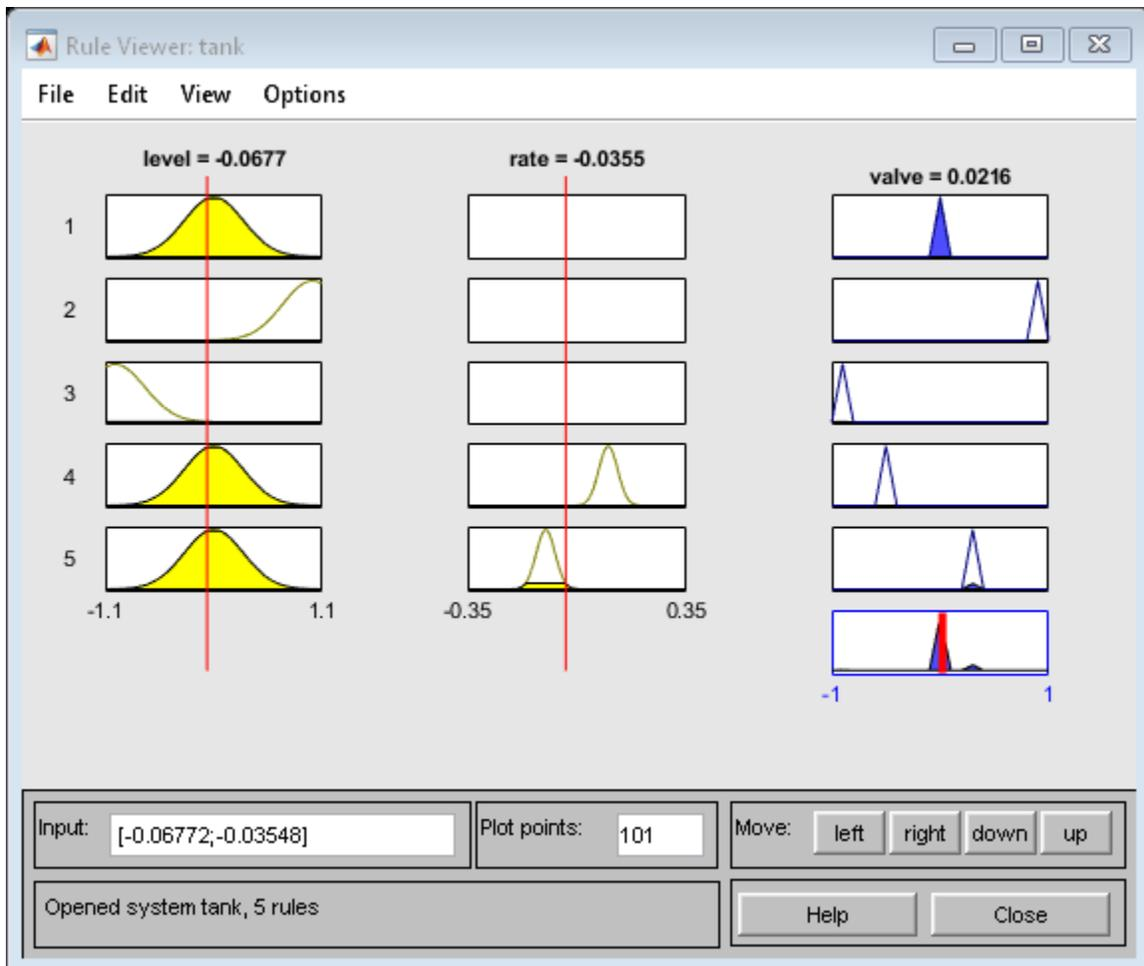 Rule Viewer: tank
File Edit View Options
level = -0.0677 rate = -0.0355
valve = 0.0216
1
2
3
4
5
-1.1 1.1 -0.35 0.35
-1 1
Input: [-0.06772;-0.03548] Plot points: 101 Move: left right down up
Opened system tank, 5 rules Help Close